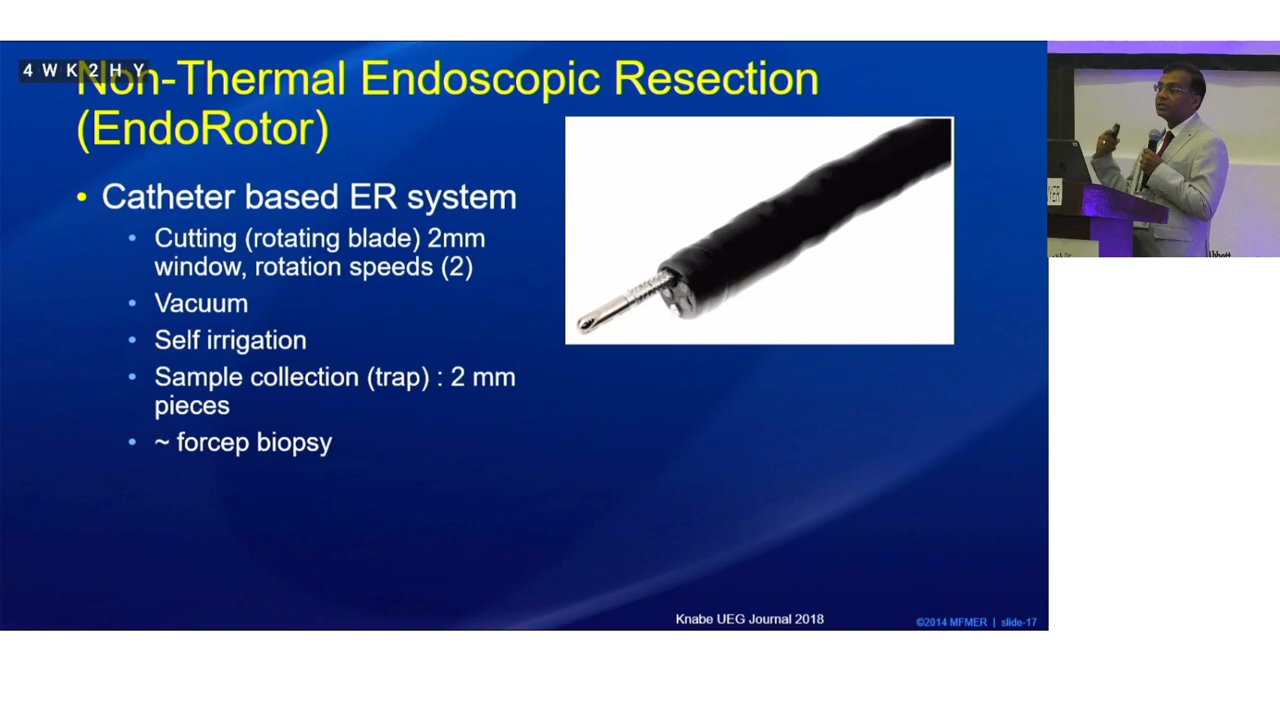 4WK2HY
Non-Thermal Endoscopic Resection
(EndoRotor)
• Catheter based ER system
• Cutting (rotating blade) 2mm
window, rotation speeds (2)
• Vacuum
• Self irrigation
• Sample collection (trap) : 2 mm
pieces
• ~ forcep biopsy
Knabe UEG Journal 2018
©2014 MFMER | slide-17
Abbott